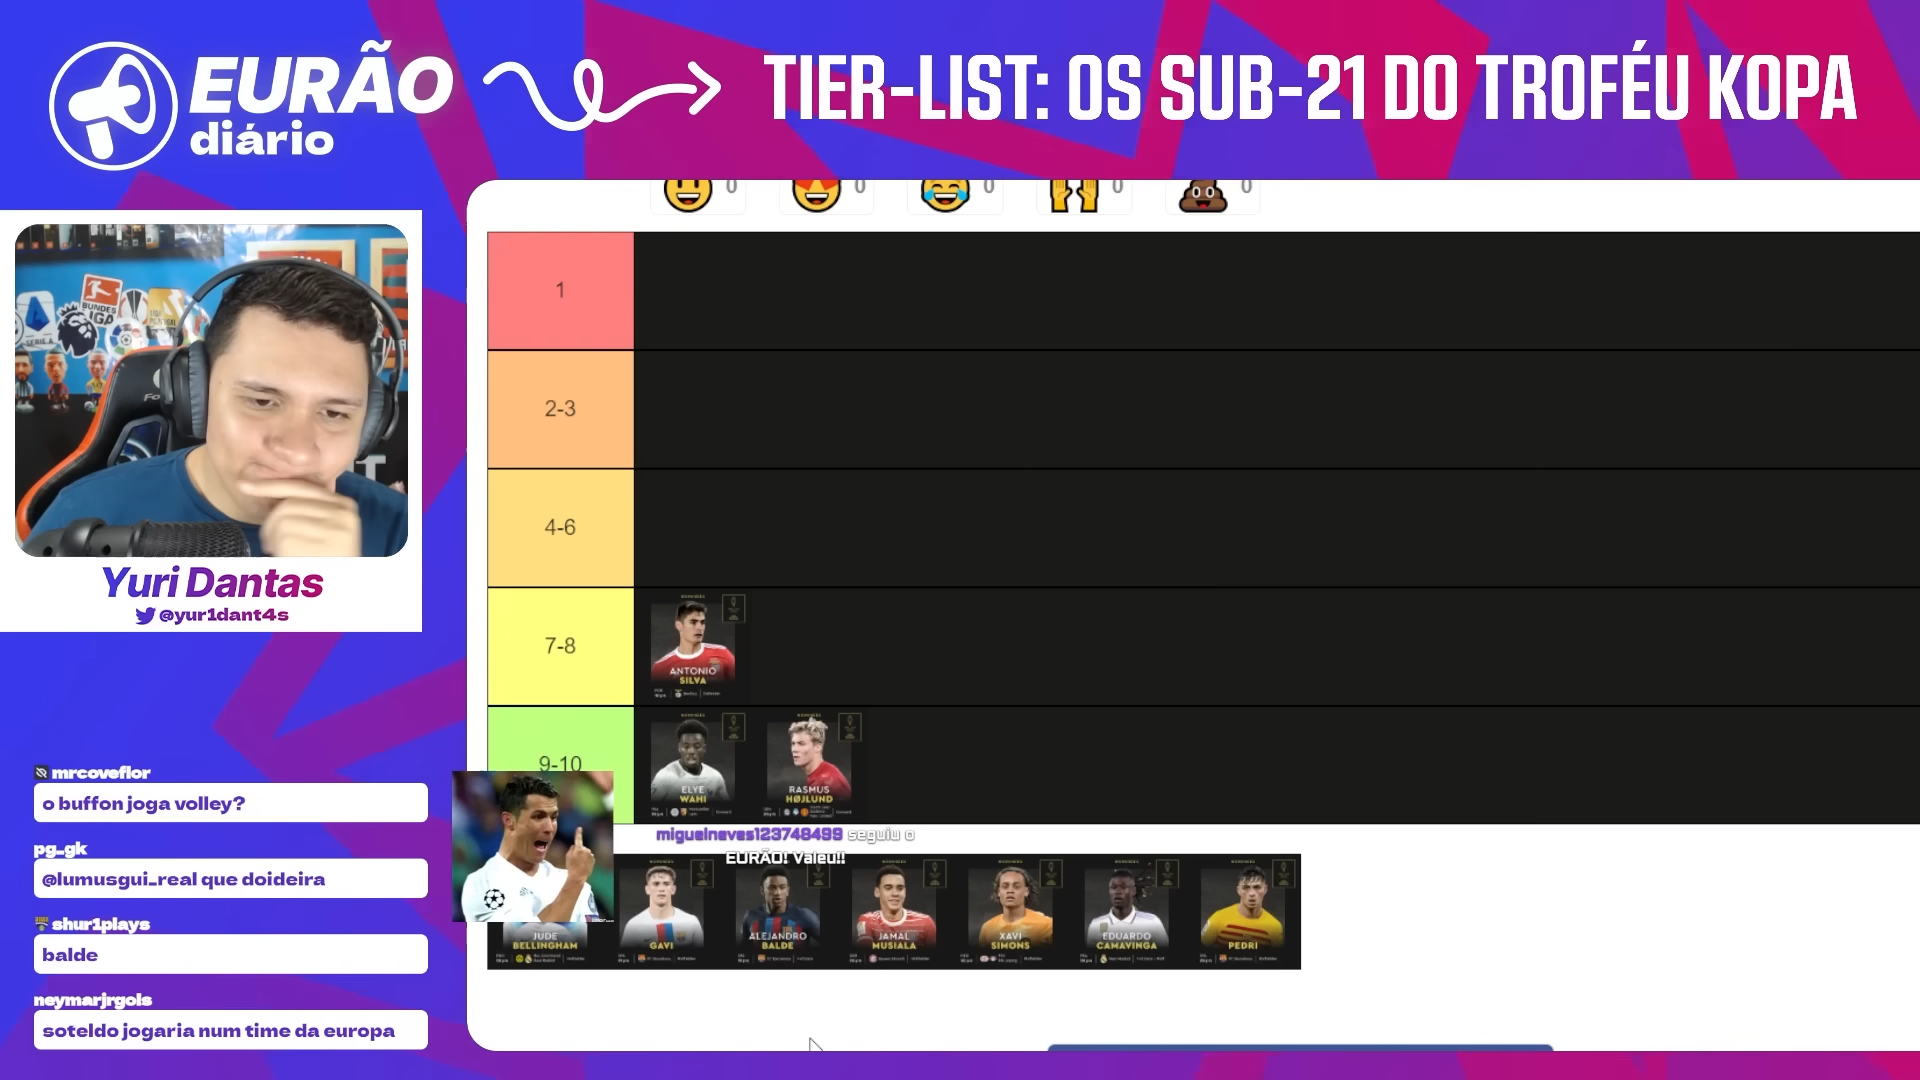 EURÃO
diário
TIER-LIST: OS SUB-21 DO TROFÉU KOPA
0
0
0
0
0
1
2-3
4-6
7-8
ANTONIO
SILVA
9-10
ELYE
WAHI
RASMUS
HØJLUND
BUNDES
LIGA
Yuri Dantas
@yur1dant4s
mrcoveflor
o buffon joga volley?
pg_gk
@lumusgui_real que doideira
shur1plays
balde
neymarjrgols
soteldo jogaria num time da europa
miguelneves123748499 seguiu o
EURÃO! Valeu!!
JUDE
BELLINGHAM
GAVI
ALEJANDRO
BALDE
JAMAL
MUSIALA
XAVI
SIMONS
EDUARDO
CAMAVINGA
PEDRI